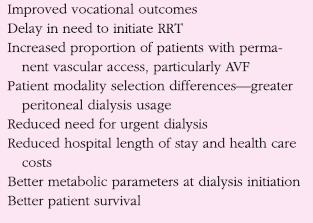 Improved vocational outcomes
Delay in need to initiate RRT
Increased proportion of patients with perma-
nent vascular access, particularly AVF
Patient modality selection differences—greater
peritoneal dialysis usage
Reduced need for urgent dialysis
Reduced hospital length of stay and health care
costs
Better metabolic parameters at dialysis initiation
Better patient survival